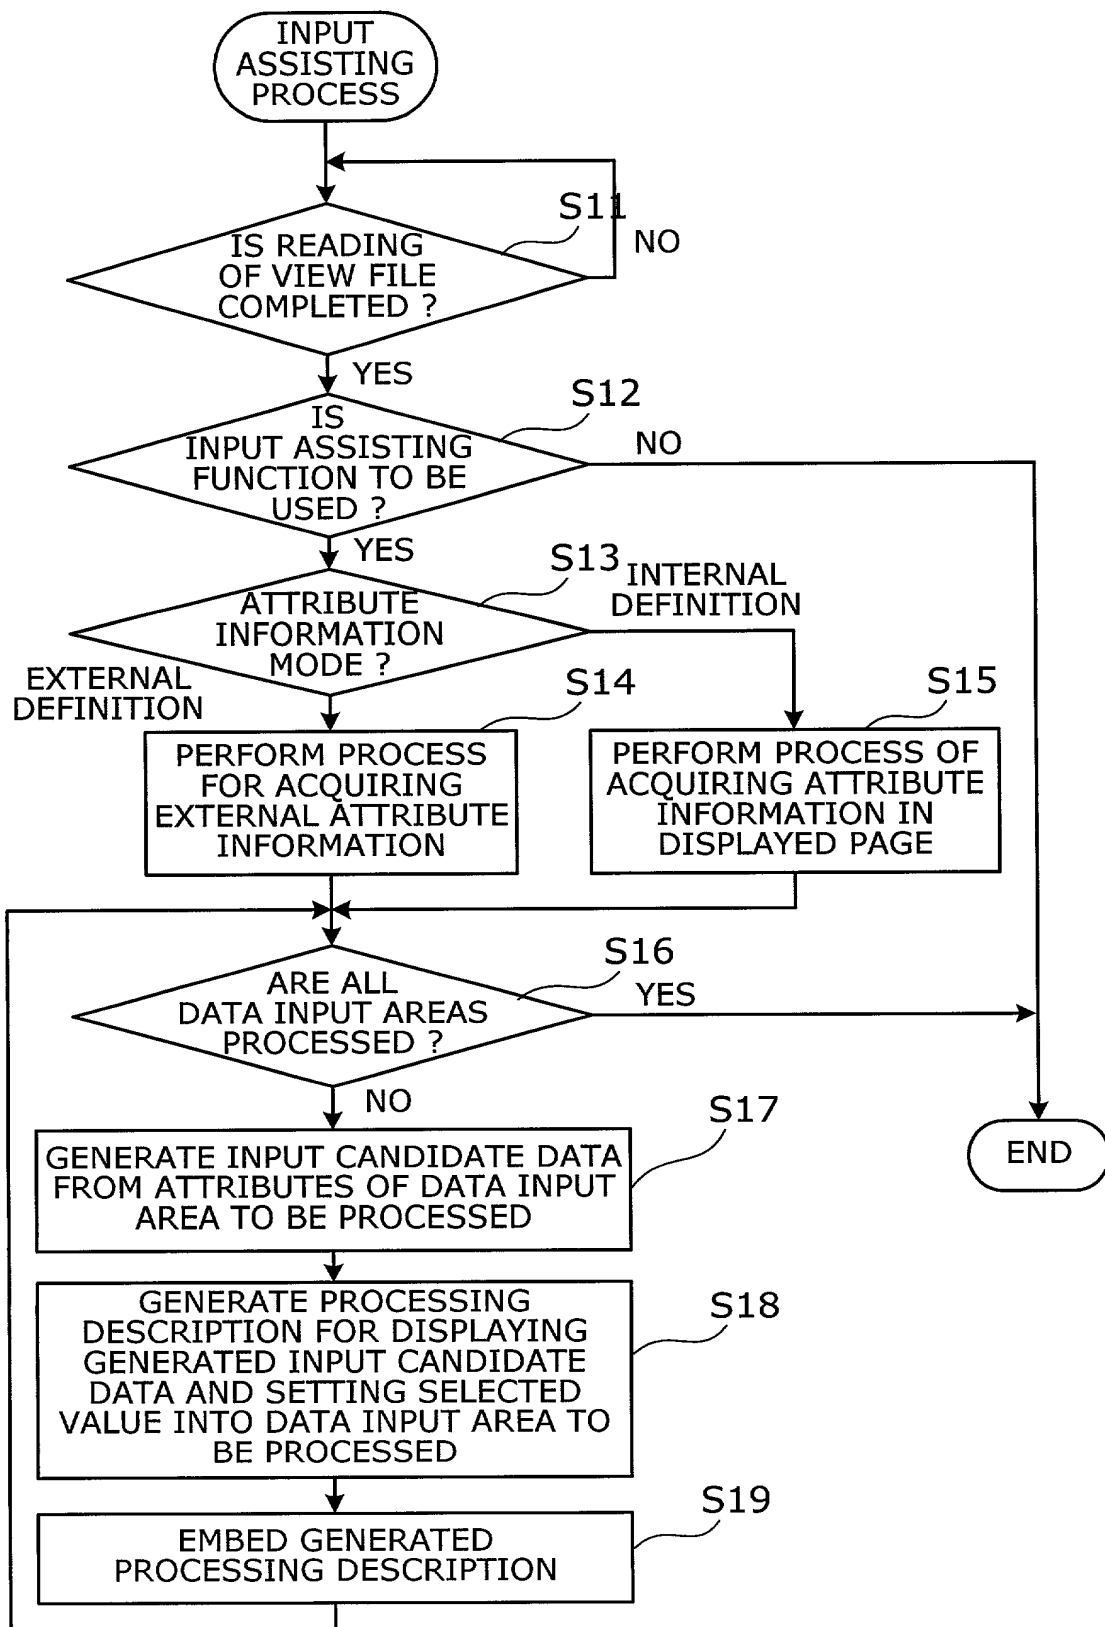 INPUT
ASSISTING
PROCESS
S11
IS READING
OF VIEW FILE
COMPLETED ?
NO
YES
S12
IS
INPUT ASSISTING
FUNCTION TO BE
USED ?
NO
YES
S13
ATTRIBUTE
INFORMATION
MODE ?
INTERNAL
DEFINITION
EXTERNAL
DEFINITION
S14
PERFORM PROCESS
FOR ACQUIRING
EXTERNAL ATTRIBUTE
INFORMATION
S15
PERFORM PROCESS OF
ACQUIRING ATTRIBUTE
INFORMATION IN
DISPLAYED PAGE
S16
ARE ALL
DATA INPUT AREAS
PROCESSED ?
YES
NO
S17
GENERATE INPUT CANDIDATE DATA
FROM ATTRIBUTES OF DATA INPUT
AREA TO BE PROCESSED
END
S18
GENERATE PROCESSING
DESCRIPTION FOR DISPLAYING
GENERATED INPUT CANDIDATE
DATA AND SETTING SELECTED
VALUE INTO DATA INPUT AREA TO
BE PROCESSED
S19
EMBED GENERATED
PROCESSING DESCRIPTION